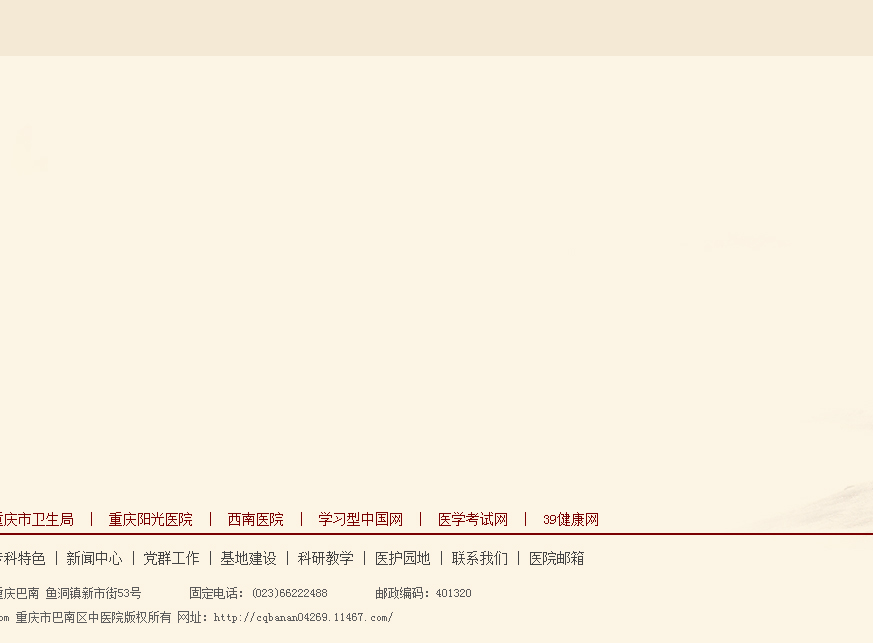 重庆市卫生局 | 重庆阳光医院 | 西南医院 | 学习型中国网 | 医学考试网 | 39健康网
专科特色 | 新闻中心 | 党群工作 | 基地建设 | 科研教学 | 医护园地 | 联系我们 | 医院邮箱
重庆巴南 鱼洞镇新市街53号 固定电话: (023)66222488 邮政编码: 401320
om 重庆市巴南区中医院版权所有 网址: http://cqbanan04269.11467.com/